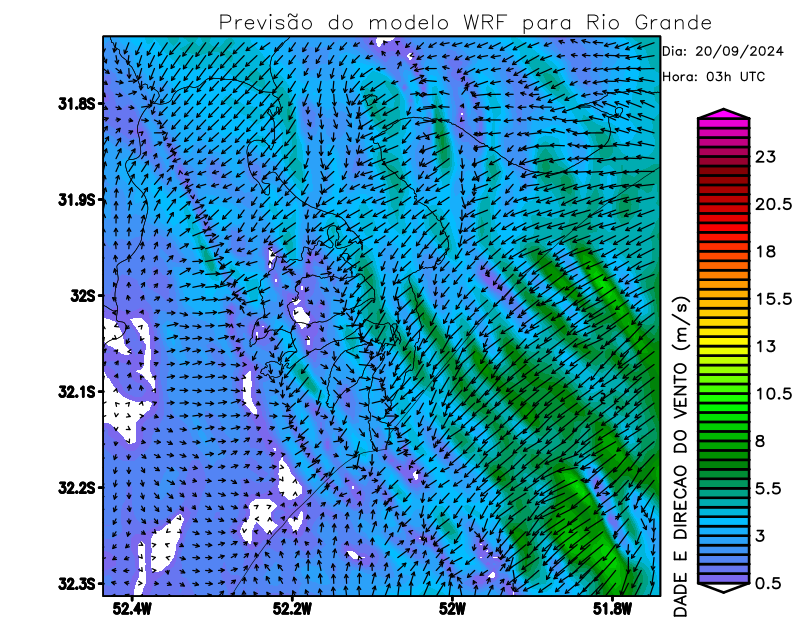 Previsão do modelo WRF para Rio Grande
Dia: 20/09/2024
Hora: 03h UTC
31.8S
31.9S
32S
32.1S
32.2S
32.3S
52.4W
52.2W
52W
51.8W
23
20.5
18
15.5
13
10.5
8
5.5
3
0.5
DADE E DIRECAO DO VENTO (m/s)